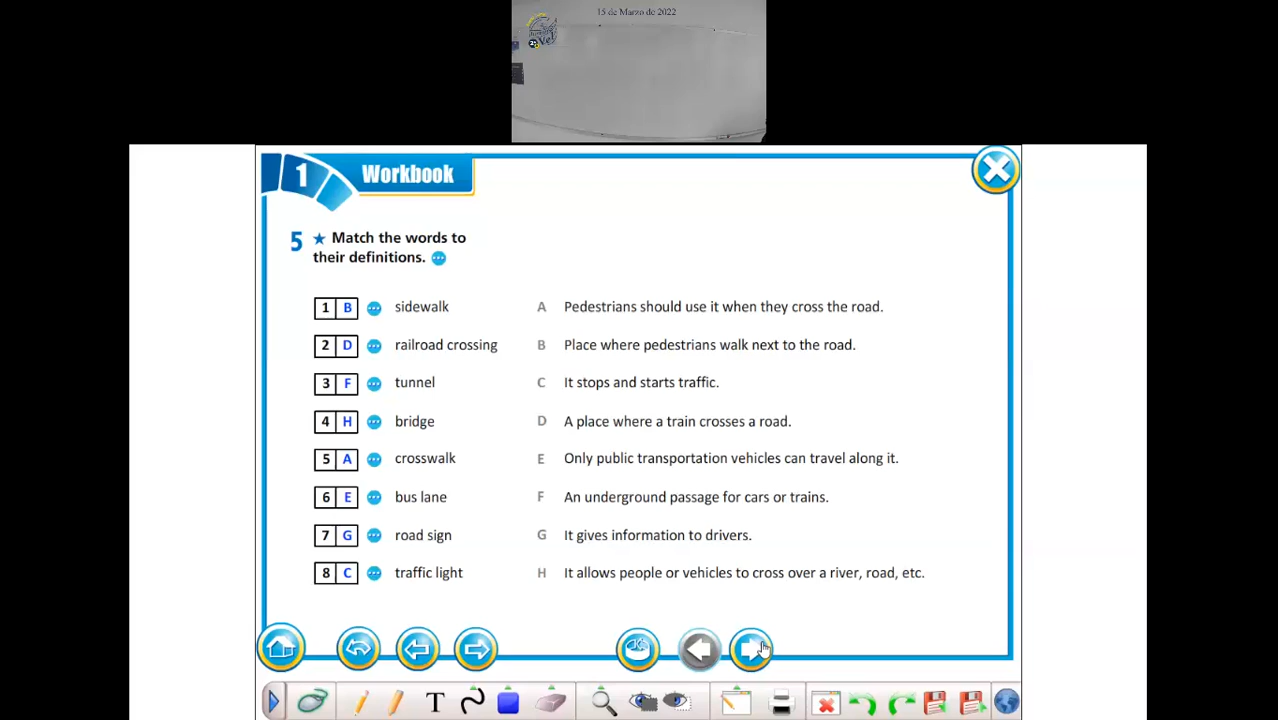 15 de Marzo de 2022
1 Workbook
5 ★ Match the words to
their definitions.
1 B sidewalk A Pedestrians should use it when they cross the road.
2 D railroad crossing B Place where pedestrians walk next to the road.
3 F tunnel C It stops and starts traffic.
4 H bridge D A place where a train crosses a road.
5 A crosswalk E Only public transportation vehicles can travel along it.
6 E bus lane F An underground passage for cars or trains.
7 G road sign G It gives information to drivers.
8 C traffic light H It allows people or vehicles to cross over a river, road, etc.
T